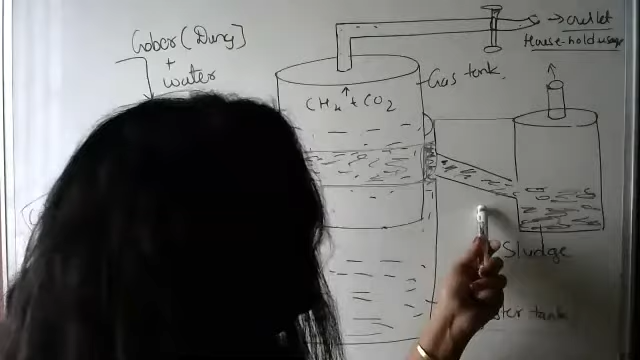 Gober (Dung)
+
water
→ outlet
House-hold usage
Gas tank
CH4 + CO2
Sludge
tank